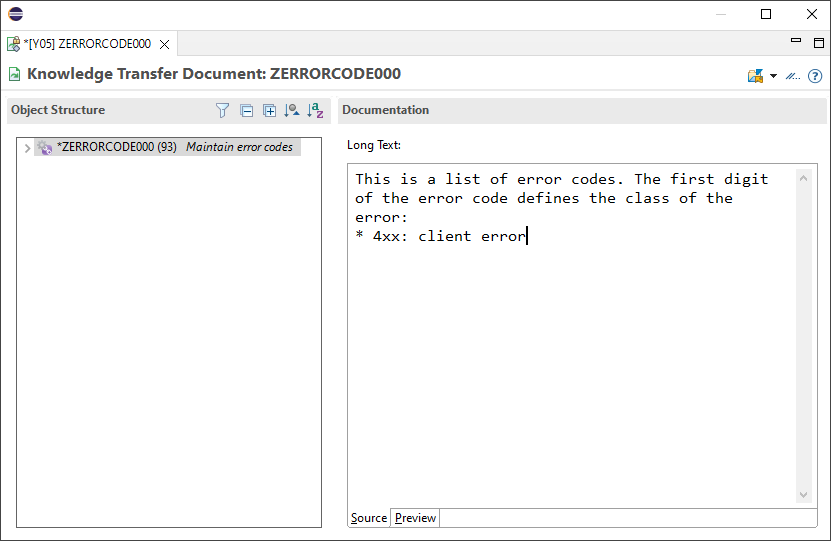 *[Y05] ZERRORCODE000
Knowledge Transfer Document: ZERRORCODE000
Object Structure
Documentation
*ZERRORCODE000 (93) Maintain error codes
Long Text:
This is a list of error codes. The first digit
of the error code defines the class of the
error:
* 4xx: client error
Source
Preview